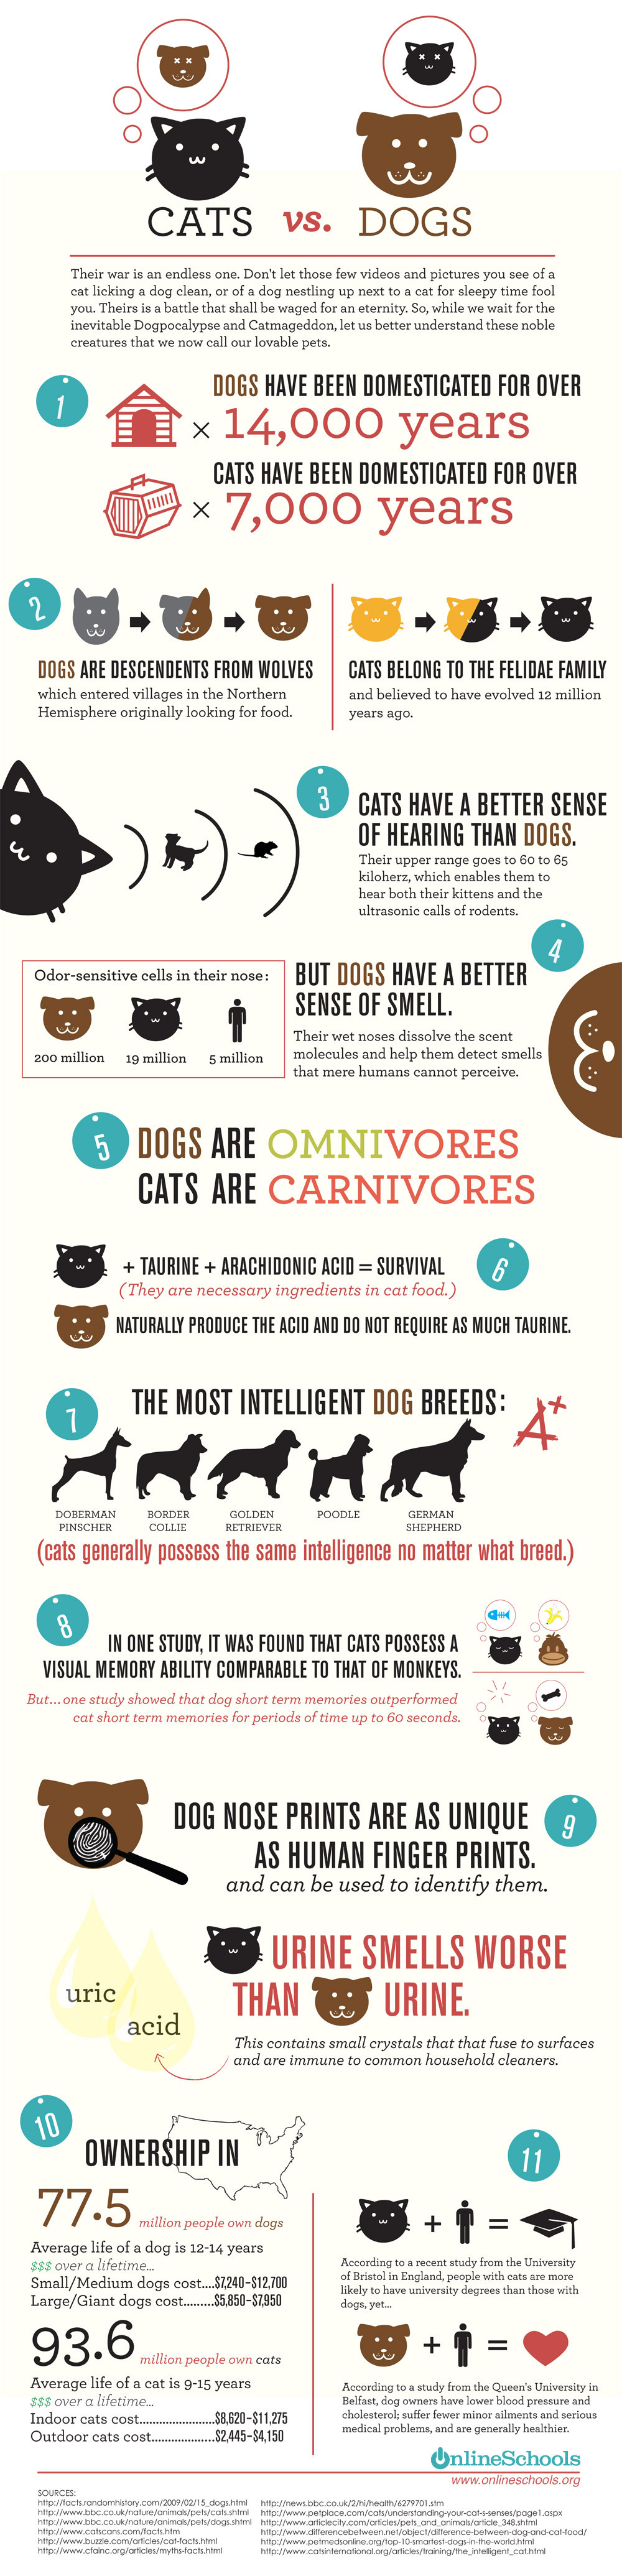 CATS vs. DOGS
Their war is an endless one. Don't let those few videos and pictures you see of a
cat licking a dog clean, or of a dog nestling up next to a cat for sleepy time fool
you. Theirs is a battle that shall be waged for an eternity. So, while we wait for the
inevitable Dogpocalypse and Catmageddon, let us better understand these noble
creatures that we now call our lovable pets.
1
DOGS HAVE BEEN DOMESTICATED FOR OVER
× 14,000 years
CATS HAVE BEEN DOMESTICATED FOR OVER
× 7,000 years
2
DOGS ARE DESCENDENTS FROM WOLVES
which entered villages in the Northern
Hemisphere originally looking for food.
CATS BELONG TO THE FELIDAE FAMILY
and believed to have evolved 12 million
years ago.
3
CATS HAVE A BETTER SENSE
OF HEARING THAN DOGS.
Their upper range goes to 60 to 65
kiloherz, which enables them to
hear both their kittens and the
ultrasonic calls of rodents.
4
BUT DOGS HAVE A BETTER
SENSE OF SMELL.
Their wet noses dissolve the scent
molecules and help them detect smells
that mere humans cannot perceive.
Odor-sensitive cells in their nose:
200 million 19 million 5 million
5
DOGS ARE OMNIVORES
CATS ARE CARNIVORES
6
+ TAURINE + ARACHIDONIC ACID = SURVIVAL
(They are necessary ingredients in cat food.)
NATURALLY PRODUCE THE ACID AND DO NOT REQUIRE AS MUCH TAURINE.
7
THE MOST INTELLIGENT DOG BREEDS:
A+
DOBERMAN
PINSCHER
BORDER
COLLIE
GOLDEN
RETRIEVER
POODLE
GERMAN
SHEPHERD
(cats generally possess the same intelligence no matter what breed.)
8
IN ONE STUDY, IT WAS FOUND THAT CATS POSSESS A
VISUAL MEMORY ABILITY COMPARABLE TO THAT OF MONKEYS.
But...one study showed that dog short term memories outperformed
cat short term memories for periods of time up to 60 seconds.
9
DOG NOSE PRINTS ARE AS UNIQUE
AS HUMAN FINGER PRINTS.
and can be used to identify them.
URINE SMELLS WORSE
THAN URINE.
uric
acid
This contains small crystals that that fuse to surfaces
and are immune to common household cleaners.
10
OWNERSHIP IN
77.5 million people own dogs
Average life of a dog is 12-14 years
$$$ over a lifetime...
Small/Medium dogs cost....$7,240-$12,700
Large/Giant dogs cost.........$5,850-$7,950
93.6 million people own cats
Average life of a cat is 9-15 years
$$$ over a lifetime...
Indoor cats cost.......................$8,620-$11,275
Outdoor cats cost...................$2,445-$4,150
11
+ =
According to a recent study from the University
of Bristol in England, people with cats are more
likely to have university degrees than those with
dogs, yet...
+ =
According to a study from the Queen's University in
Belfast, dog owners have lower blood pressure and
cholesterol; suffer fewer minor ailments and serious
medical problems, and are generally healthier.
OnlineSchools
www.onlineschools.org
SOURCES:
http://facts.randomhistory.com/2009/02/15_dogs.html
http://www.bbc.co.uk/nature/animals/pets/cats.shtml
http://www.bbc.co.uk/nature/animals/pets/dogs.shtml
http://www.catscans.com/facts.htm
http://www.buzzle.com/articles/cat-facts.html
http://www.cfainc.org/articles/myths-facts.html
http://news.bbc.co.uk/2/hi/health/6279701.stm
http://www.petplace.com/cats/understanding-your-cat-s-senses/page1.aspx
http://www.articlecity.com/articles/pets_and_animals/article_348.shtml
http://www.differencebetween.net/object/difference-between-dog-and-cat-food/
http://www.petmedsonline.org/top-10-smartest-dogs-in-the-world.html
http://www.catsinternational.org/articles/training/the_intelligent_cat.html